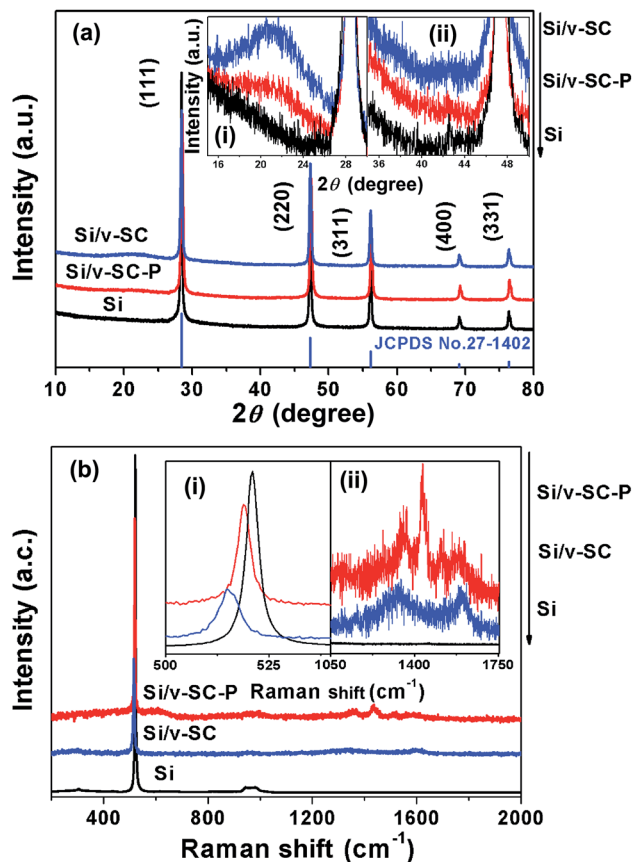 (a)
Intensity (a.u.)
(111)
(220)
(311)
(400)
(331)
Si/v-SC
Si/v-SC-P
Si
JCPDS No.27-1402
10 20 30 40 50 60 70 80
2θ (degree)
Intensity (a.u.)
(i)
(ii)
Intensity (a.u.)
16 20 24 28 36 40 44 48
2θ (degree)
Si/v-SC
Si/v-SC-P
Si
(b)
Intensity (a.c.)
(i)
(ii)
500 525 1050 1400 1750
Raman shift (cm-1)
Si/v-SC-P
Si/v-SC
Si
Si/v-SC-P
Si/v-SC
Si
400 800 1200 1600 2000
Raman shift (cm-1)